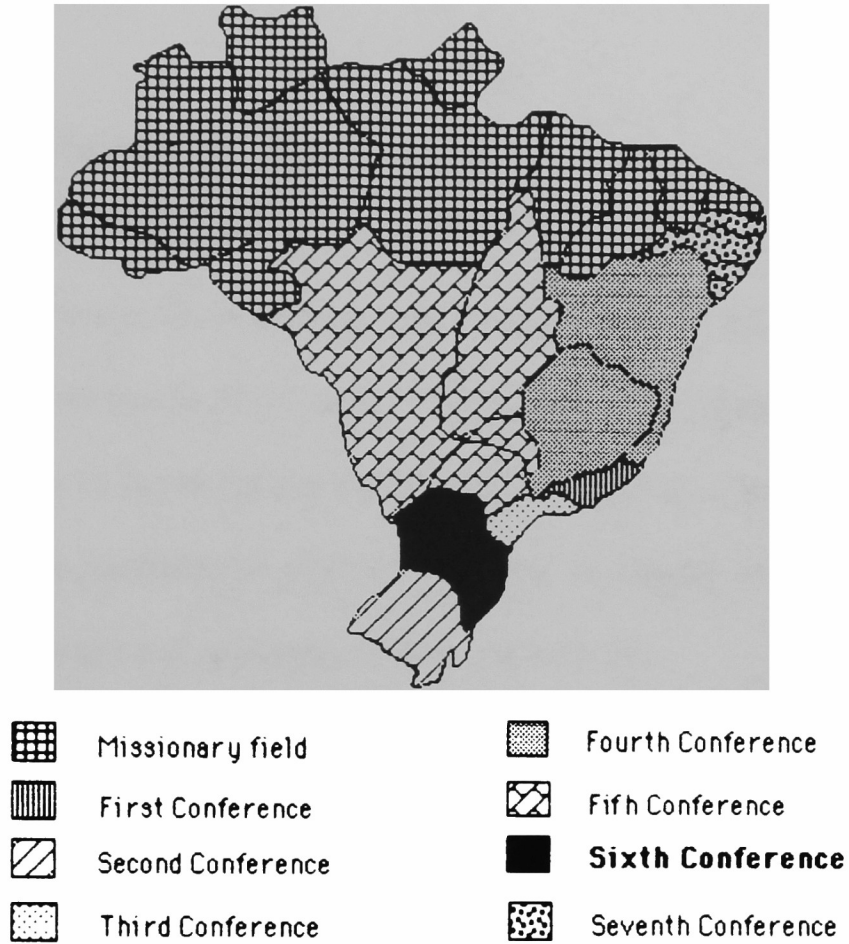 Missionary field
First Conference
Second Conference
Third Conference
Fourth Conference
Fifh Conference
Sixth Conference
Seventh Conference